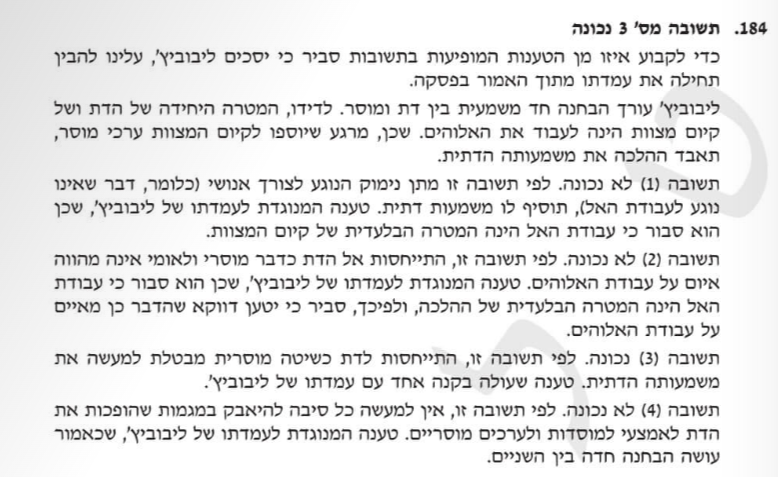 184. תשובה מס' 3 נכונה
כדי לקבוע איזו מן הטענות המופיעות בתשובות סביר כי יסכים ליבוביץ', עלינו להבין
תחילה את עמדתו מתוך האמור בפסקה.
ליבוביץ' עורך הבחנה חד משמעית בין דת ומוסר. לדידו, המטרה היחידה של הדת ושל
קיום מצוות הינה לעבוד את האלוהים. שכן, מרגע שיוספו לקיום המצוות ערכי מוסר,
תאבד ההלכה את משמעותה הדתית.
תשובה (1) לא נכונה. לפי תשובה זו מתן נימוק הנוגע לצורך אנושי (כלומר, דבר שאינו
נוגע לעבודת האל), תוסיף לו משמעות דתית. טענה המנוגדת לעמדתו של ליבוביץ', שכן
הוא סבור כי עבודת האל הינה המטרה הבלעדית של קיום המצוות.
תשובה (2) לא נכונה. לפי תשובה זו, התייחסות אל הדת כדבר מוסרי ולאומי אינה מהווה
איום על עבודת האלוהים. טענה המנוגדת לעמדתו של ליבוביץ', שכן הוא סבור כי עבודת
האל הינה המטרה הבלעדית של ההלכה, ולפיכך, סביר כי יטען דווקא שהדבר כן מאיים
על עבודת האלוהים.
תשובה (3) נכונה. לפי תשובה זו, התייחסות לדת כשיטה מוסרית מבטלת למעשה את
משמעותה הדתית. טענה שעולה בקנה אחד עם עמדתו של ליבוביץ'.
תשובה (4) לא נכונה. לפי תשובה זו, אין למעשה כל סיבה להיאבק במגמות שהופכות את
הדת לאמצעי למוסדות ולערכים מוסריים. טענה המנוגדת לעמדתו של ליבוביץ', שכאמור
עושה הבחנה חדה בין השניים.